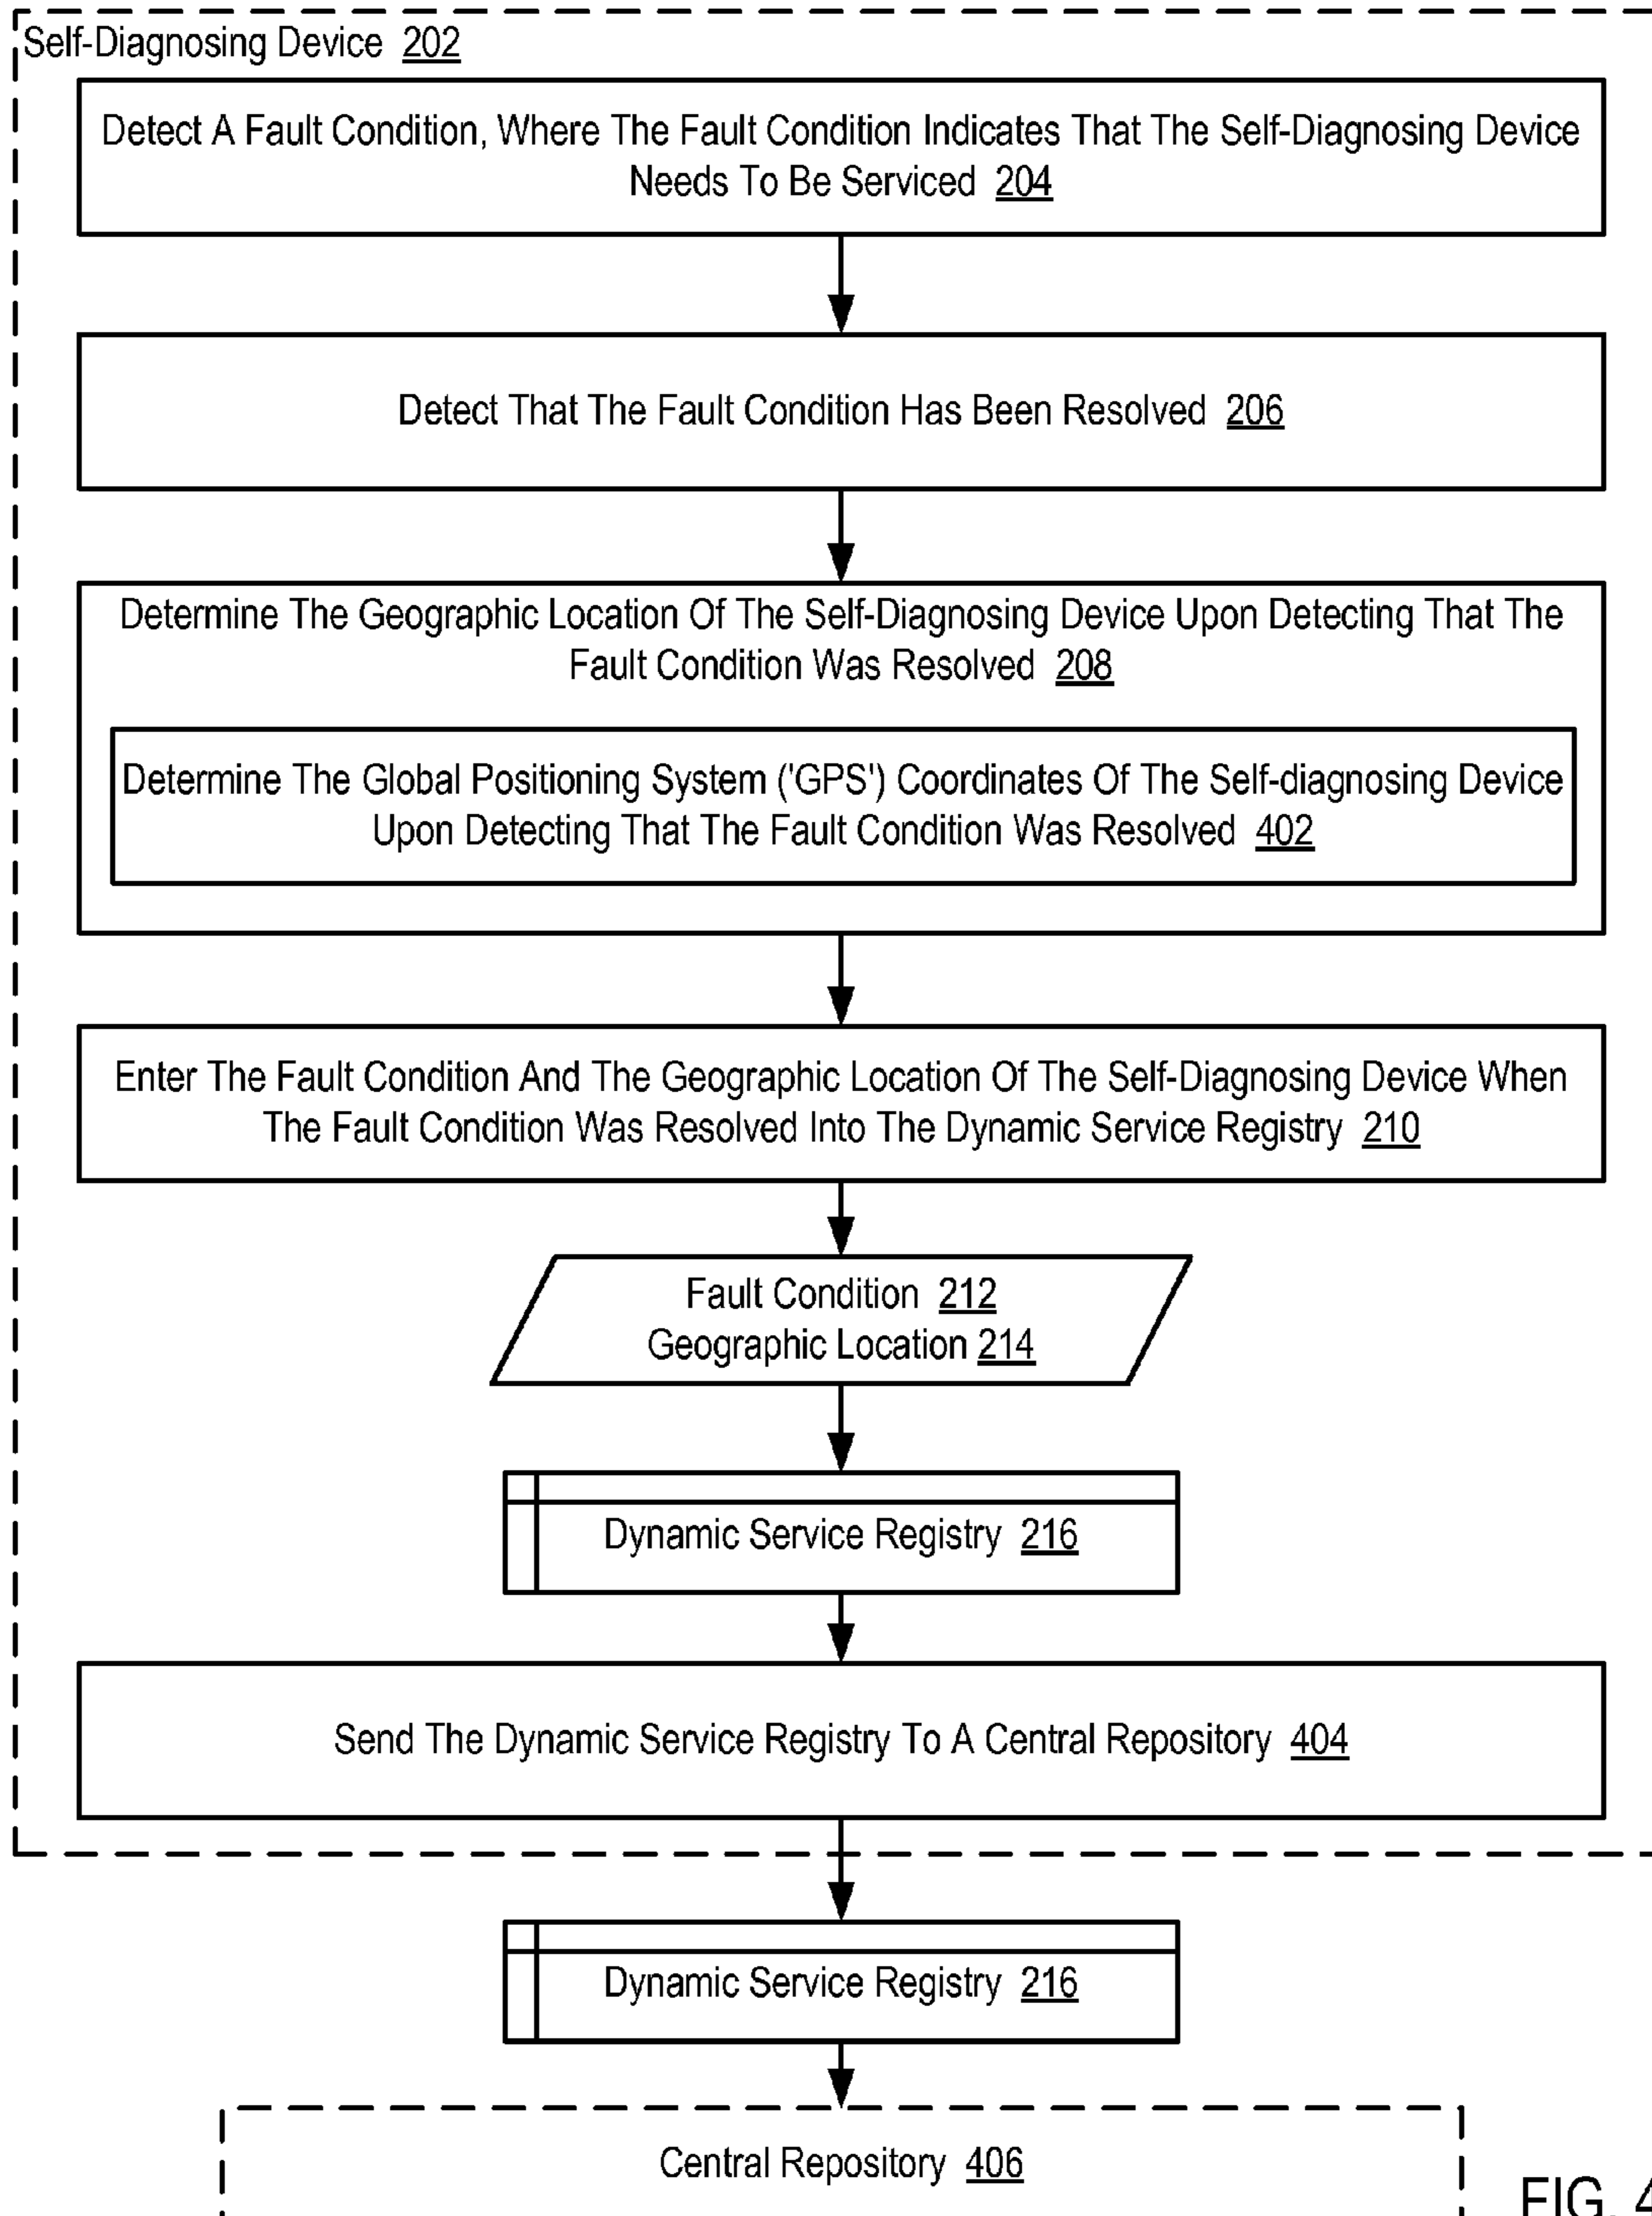 Self-Diagnosing Device 202
Detect A Fault Condition, Where The Fault Condition Indicates That The Self-Diagnosing Device
Needs To Be Serviced 204
Detect That The Fault Condition Has Been Resolved 206
Determine The Geographic Location Of The Self-Diagnosing Device Upon Detecting That The
Fault Condition Was Resolved 208
Determine The Global Positioning System ('GPS') Coordinates Of The Self-diagnosing Device
Upon Detecting That The Fault Condition Was Resolved 402
Enter The Fault Condition And The Geographic Location Of The Self-Diagnosing Device When
The Fault Condition Was Resolved Into The Dynamic Service Registry 210
Fault Condition 212
Geographic Location 214
Dynamic Service Registry 216
Send The Dynamic Service Registry To A Central Repository 404
Dynamic Service Registry 216
Central Repository 406
FIG. 4